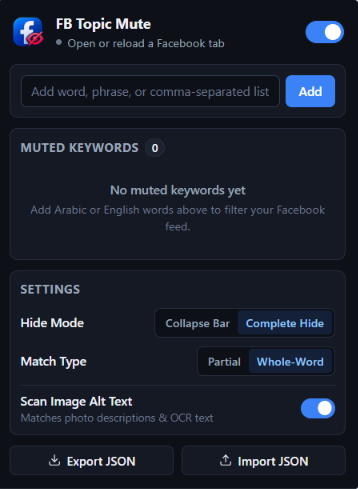 FB Topic Mute
Open or reload a Facebook tab
Add word, phrase, or comma-separated list
Add
MUTED KEYWORDS 0
No muted keywords yet
Add Arabic or English words above to filter your Facebook
feed.
SETTINGS
Hide Mode Collapse Bar Complete Hide
Match Type Partial Whole-Word
Scan Image Alt Text
Matches photo descriptions & OCR text
Export JSON Import JSON